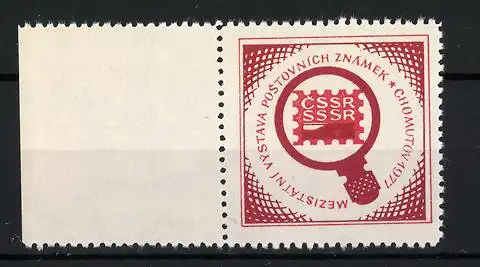 MEZISTÁTNÍ VÝSTAVA POŠTOVNÍCH ZNÁMEK ★ CHOMUTOV 1977
ČSSR
SSSR